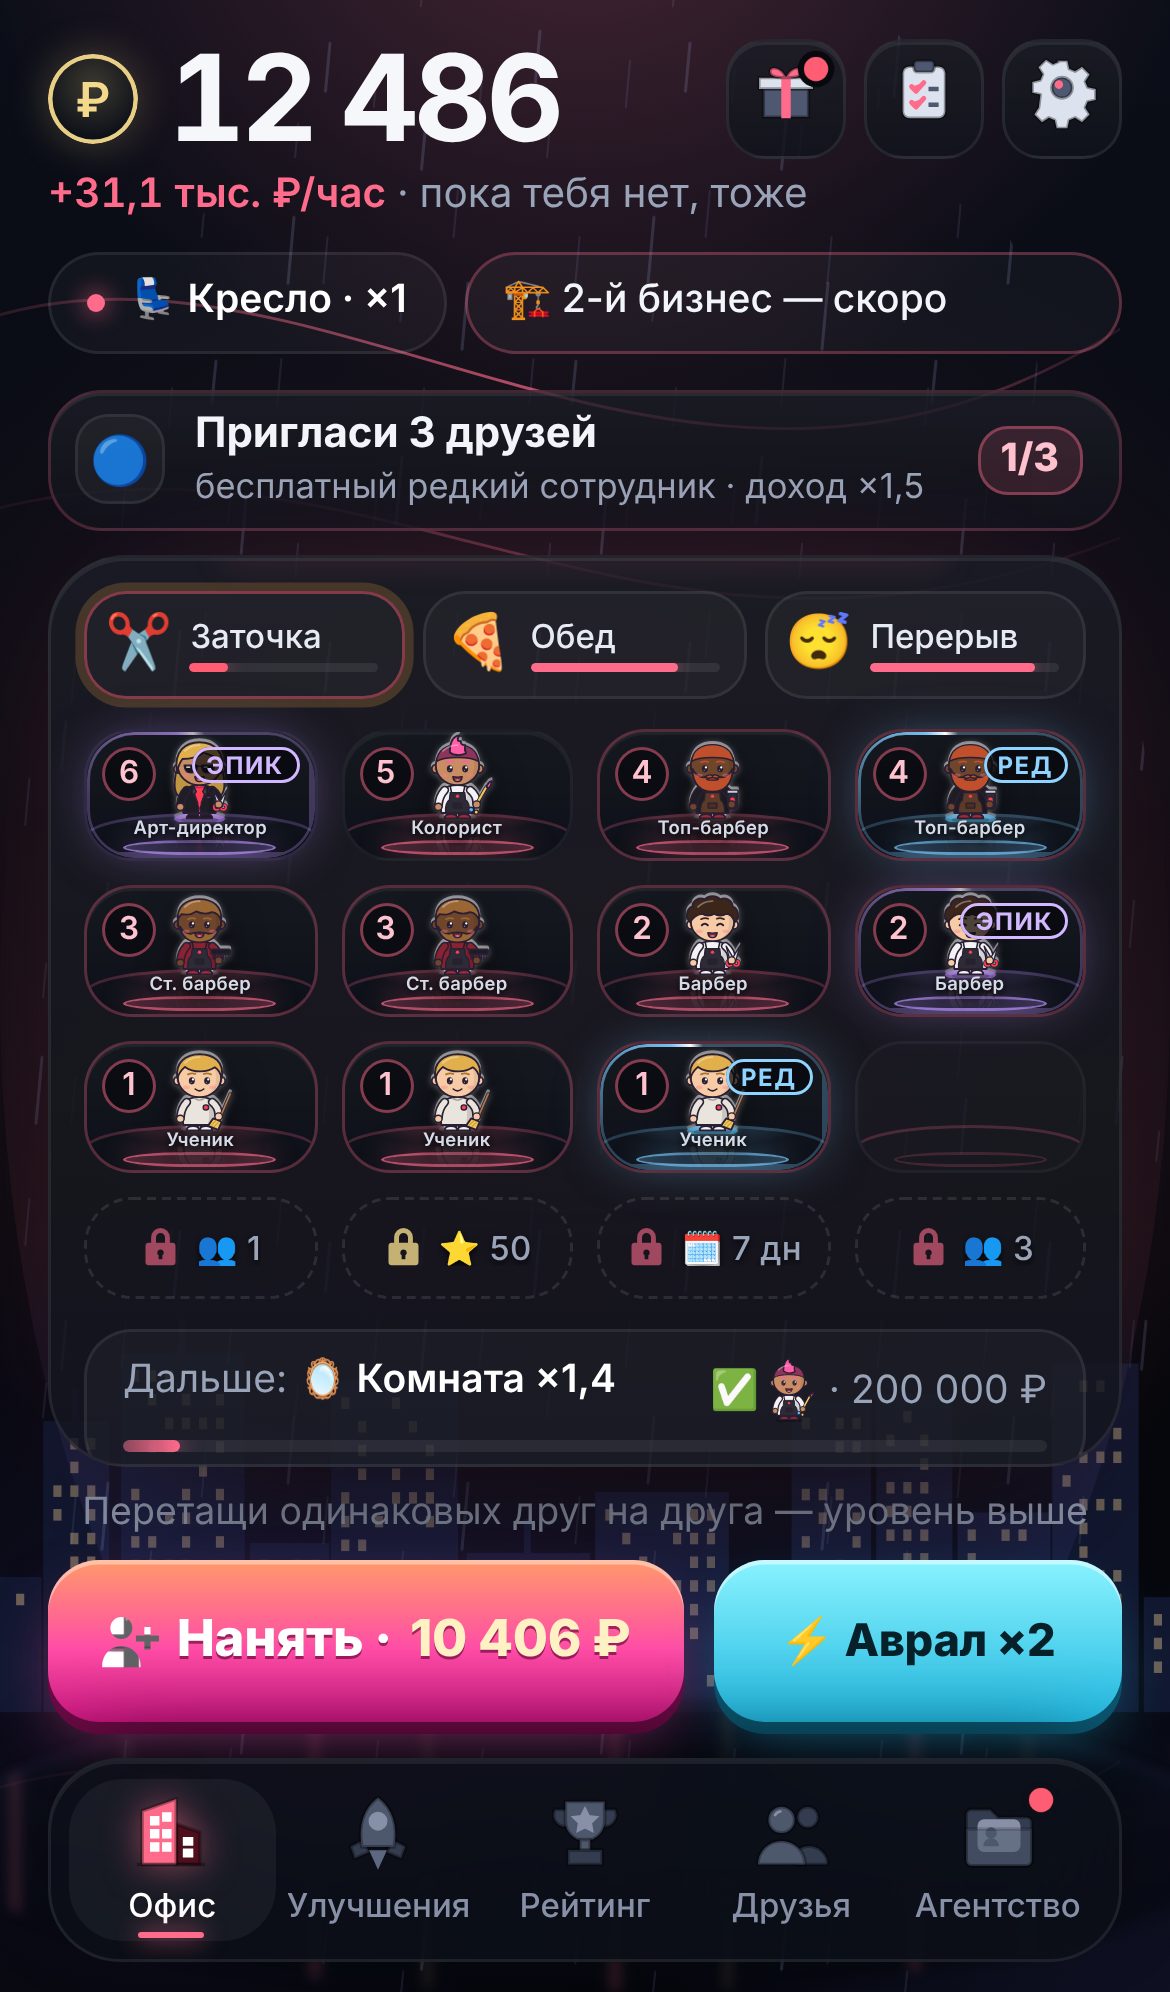 ₽ 12 486
+31,1 тыс. ₽/час · пока тебя нет, тоже
Кресло · ×1
2-й бизнес — скоро
Пригласи 3 друзей
бесплатный редкий сотрудник · доход ×1,5
1/3
Заточка
Обед
Перерыв
6 ЭПИК
Арт-директор
5
Колорист
4
Топ-барбер
4 РЕД
Топ-барбер
3
Ст. барбер
3
Ст. барбер
2
Барбер
2 ЭПИК
Барбер
1
Ученик
1
Ученик
1 РЕД
Ученик
1
50
7 дн
3
Дальше: Комната ×1,4
· 200 000 ₽
Перетащи одинаковых друг на друга — уровень выше
Нанять · 10 406 ₽
Аврал ×2
Офис
Улучшения
Рейтинг
Друзья
Агентство